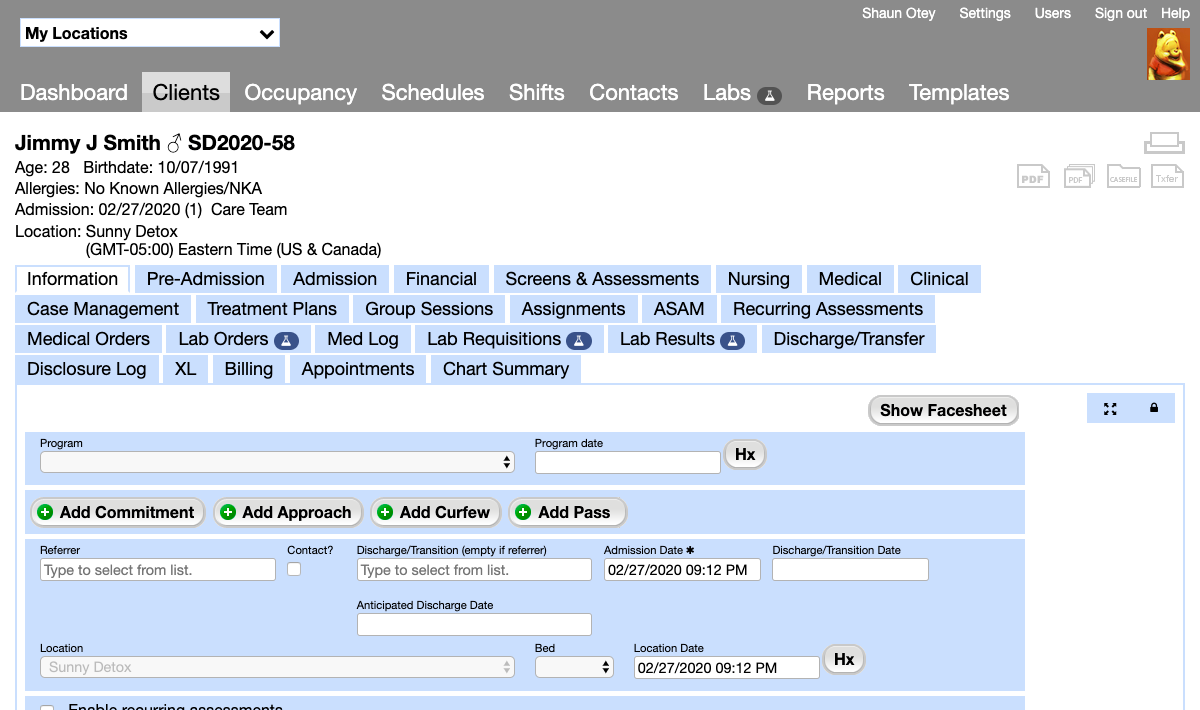 Shaun Otey Settings Users Sign out Help
My Locations
Dashboard Clients Occupancy Schedules Shifts Contacts Labs Reports Templates
Jimmy J Smith ♂ SD2020-58
Age: 28 Birthdate: 10/07/1991
Allergies: No Known Allergies/NKA
PDF PDF CASEFILE Txfer
Admission: 02/27/2020 (1) Care Team
Location: Sunny Detox
(GMT-05:00) Eastern Time (US & Canada)
Information Pre-Admission Admission Financial Screens & Assessments Nursing Medical Clinical
Case Management Treatment Plans Group Sessions Assignments ASAM Recurring Assessments
Medical Orders Lab Orders Med Log Lab Requisitions Lab Results Discharge/Transfer
Disclosure Log XL Billing Appointments Chart Summary
Show Facesheet
Program Program date
Hx
Add Commitment Add Approach Add Curfew Add Pass
Referrer Contact? Discharge/Transition (empty if referrer) Admission Date ✱ Discharge/Transition Date
Type to select from list. Type to select from list. 02/27/2020 09:12 PM
Anticipated Discharge Date
Location Bed Location Date
Sunny Detox 02/27/2020 09:12 PM Hx
Enable recurring assessments